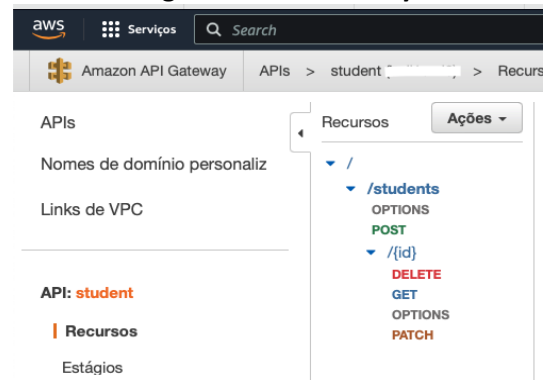 aws Serviços Search
Amazon API Gateway APIs > student > Recurs
APIs
Nomes de domínio personaliz
Links de VPC
API: student
Recursos
Estágios
Recursos Ações
/
/students
OPTIONS
POST
/{id}
DELETE
GET
OPTIONS
PATCH